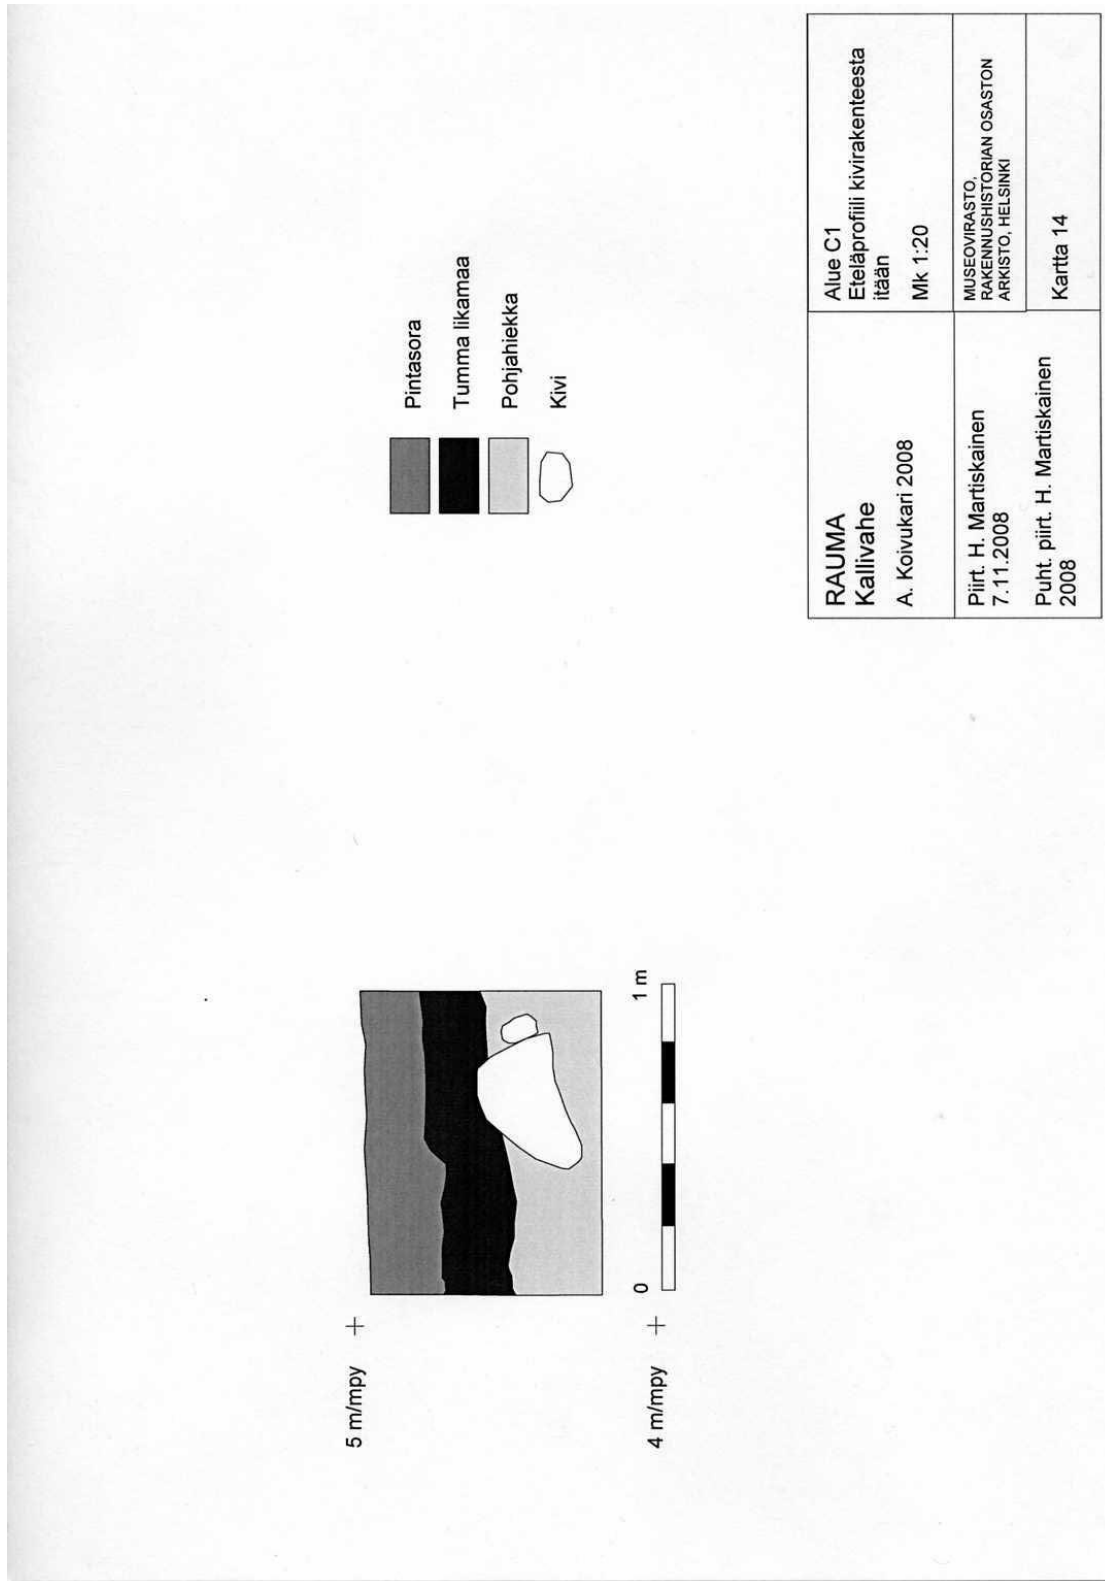 5 m/mpy
4 m/mpy
0
1 m
Pintasora
Tumma likamaa
Pohjahiekka
Kivi
RAUMA
Kallivahe
A. Koivukari 2008
Alue C1
Eteläprofiili kivirakenteesta
itään
Mk 1:20
Piirt. H. Martiskainen
7.11.2008
MUSEOVIRASTO,
RAKENNUSHISTORIAN OSASTON
ARKISTO, HELSINKI
Puht. piirt. H. Martiskainen
2008
Kartta 14